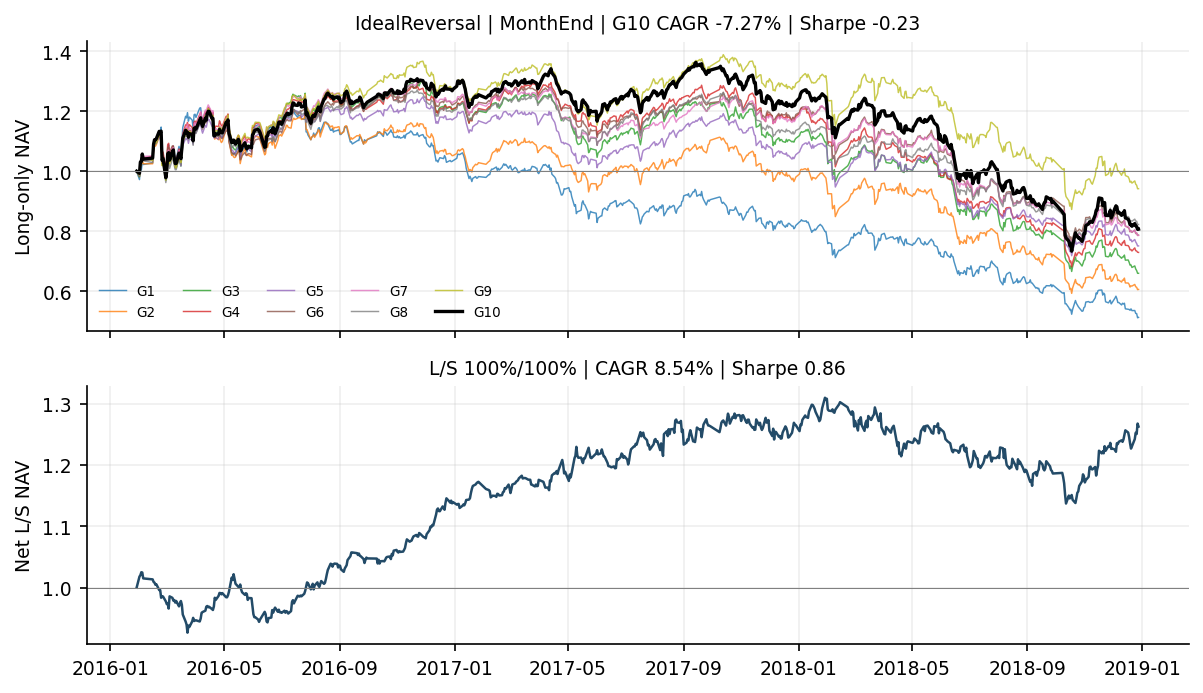 IdealReversal | MonthEnd | G10 CAGR -7.27% | Sharpe -0.23
Long-only NAV
1.4
1.2
1.0
0.8
0.6
G1 G3 G5 G7 G9
G2 G4 G6 G8 G10
L/S 100%/100% | CAGR 8.54% | Sharpe 0.86
Net L/S NAV
1.3
1.2
1.1
1.0
2016-01 2016-05 2016-09 2017-01 2017-05 2017-09 2018-01 2018-05 2018-09 2019-01